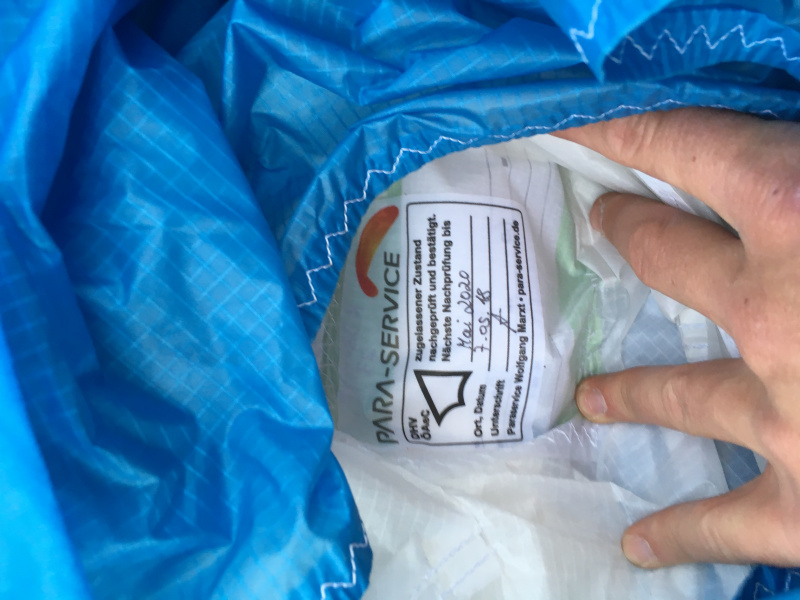 PARA-SERVICE
DHV
ÖAeC
zugelassener Zustand
nachgeprüft und bestätigt.
Nächste Nachprüfung bis
Mai 2020
Ort, Datum 7.05.18
Unterschrift
Paraservice Wolfgang Marxt • para-service.de